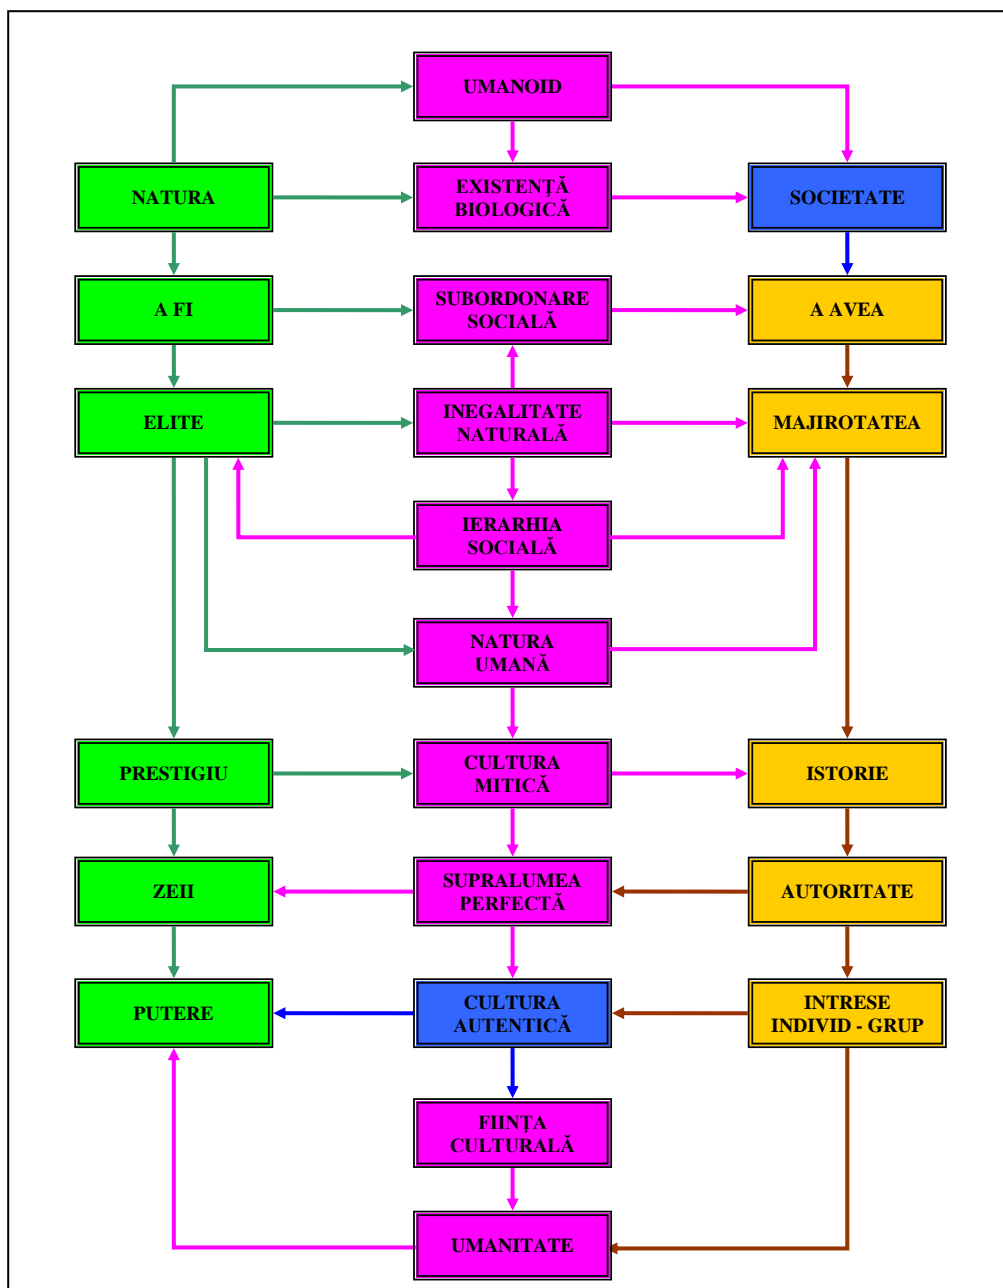 UMANOID
NATURA
EXISTENȚĂ
BIOLOGICĂ
SOCIETATE
A FI
SUBORDONARE
SOCIALĂ
A AVEA
ELITE
INEGALITATE
NATURALĂ
MAJIROTATEA
IERARHIA
SOCIALĂ
NATURA
UMANĂ
PRESTIGIU
CULTURA
MITICĂ
ISTORIE
ZEII
SUPRALUMEA
PERFECTĂ
AUTORITATE
PUTERE
CULTURA
AUTENTICĂ
INTRESE
INDIVID - GRUP
FIINȚA
CULTURALĂ
UMANITATE